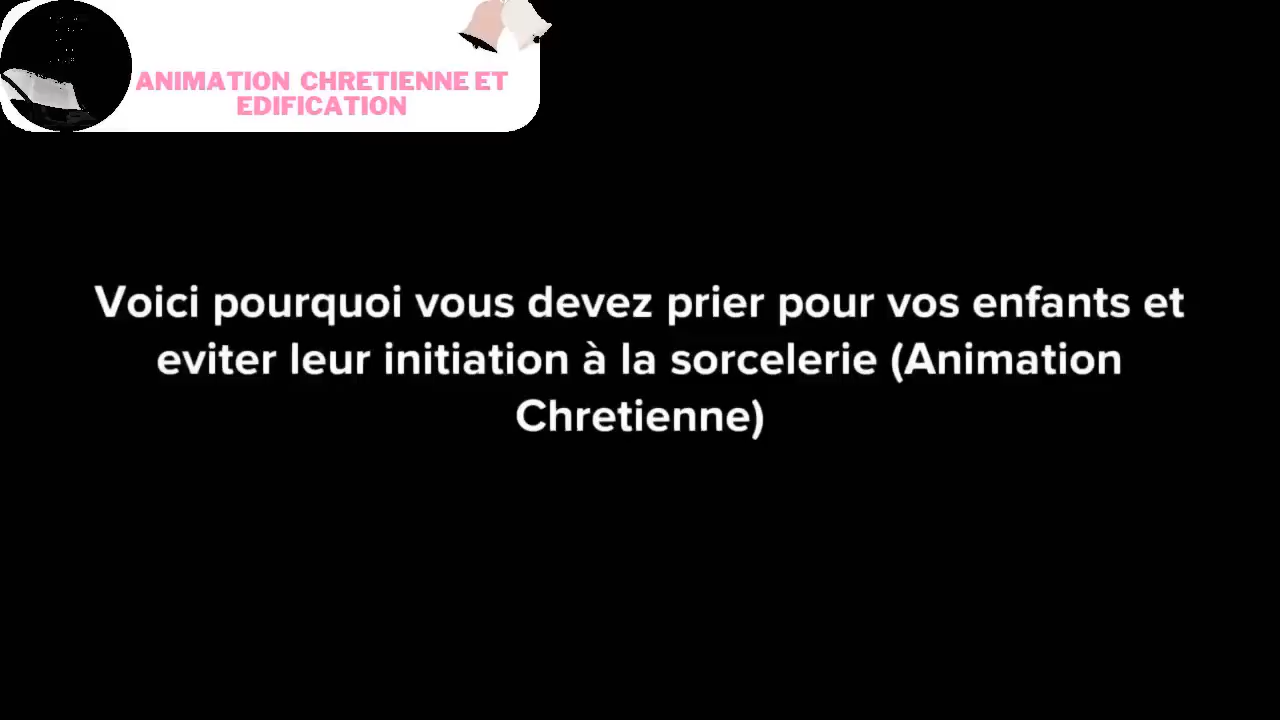 ANIMATION CHRETIENNE ET
EDIFICATION
Voici pourquoi vous devez prier pour vos enfants et
eviter leur initiation à la sorcelerie (Animation
Chretienne)